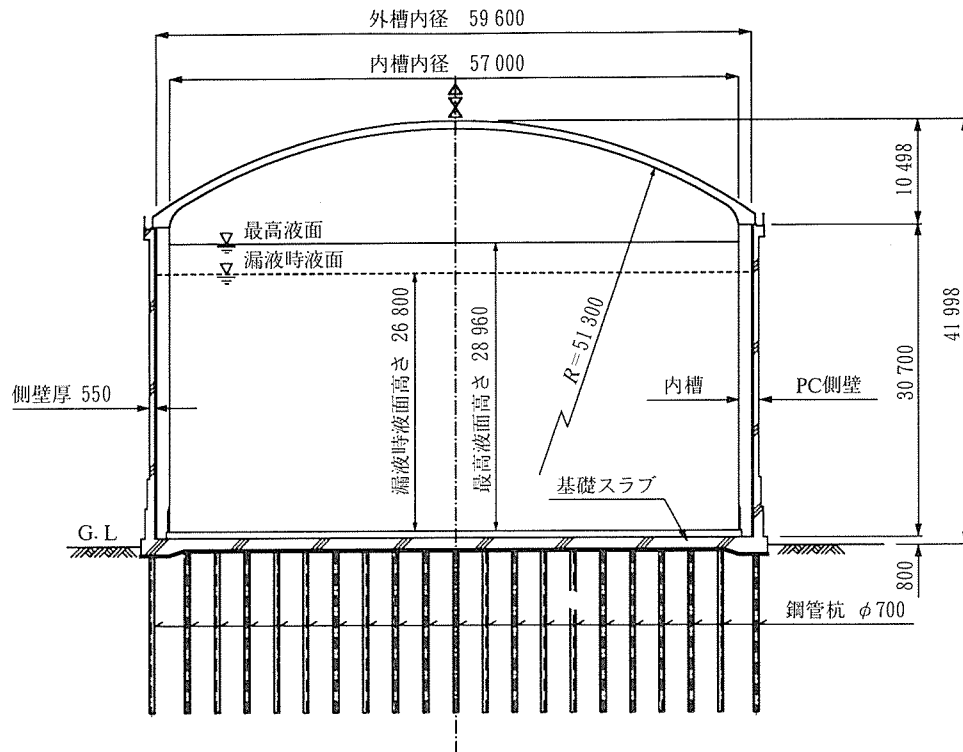 外槽内径 59 600
内槽内径 57 000
10 498
最高液面
漏液時液面
漏液時液面高さ 26 800
最高液面高さ 28 960
R=51 300
41 998
30 700
側壁厚 550
内槽
PC側壁
基礎スラブ
G. L
800
鋼管杭 φ700